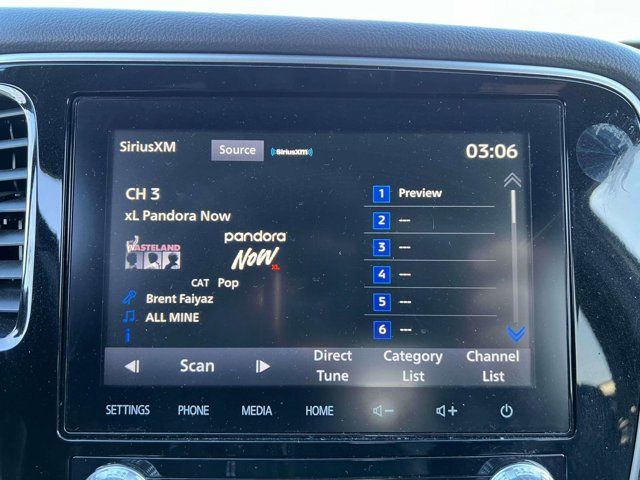 SiriusXM Source SiriusXM 03:06
CH 3
xL Pandora Now
WASTELAND
pandora
NOW XL
CAT Pop
Brent Faiyaz
ALL MINE
i
1 Preview
2 ---
3 ---
4 ---
5 ---
6 ---
Scan
Direct Tune
Category List
Channel List
SETTINGS PHONE MEDIA HOME